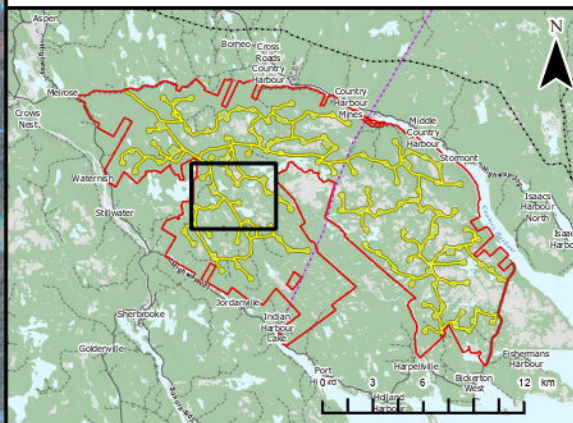 N
Aspen
Highway
Borneo
Cross
Roads
Country
Harbour
Melrose
Country
Harbour
Mines
Crows
Nest
Middle
Country
Harbour
Stormont
Waternish
Isaacs
Harbour
North
Stillwater
Jordanville
Sherbrooke
Indian
Harbour
Lake
Goldenville
Port
Harpellville
Fishermans
Harbour
Bickerton
West
Holland
Harbour
0 3 6 12 km